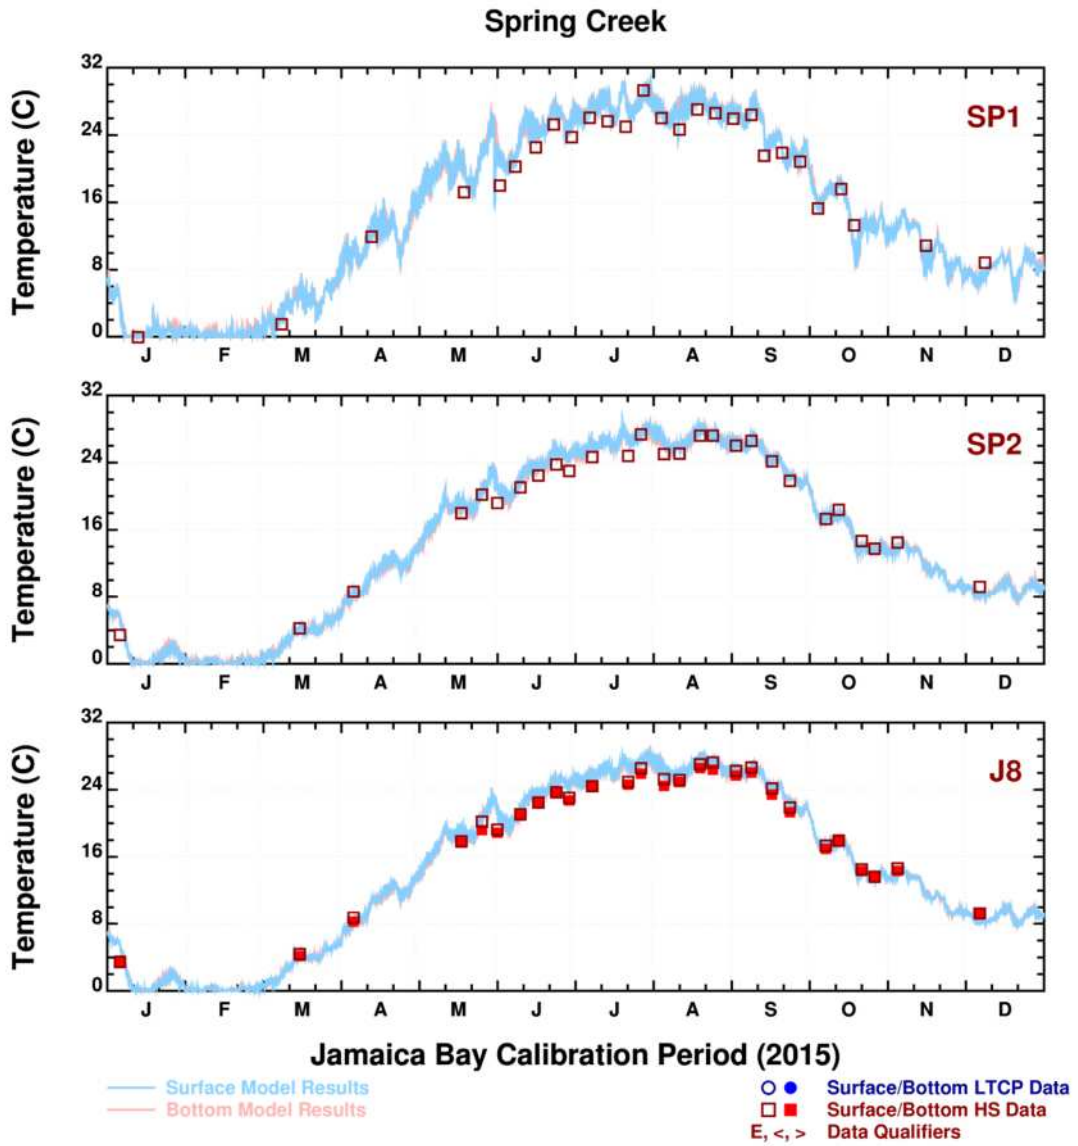 Spring Creek
Temperature (C)
32
24
16
8
0
SP1
J F M A M J J A S O N D
Temperature (C)
32
24
16
8
0
SP2
J F M A M J J A S O N D
Temperature (C)
32
24
16
8
0
J8
J F M A M J J A S O N D
Jamaica Bay Calibration Period (2015)
Surface Model Results
Bottom Model Results
Surface/Bottom LTCP Data
Surface/Bottom HS Data
E, <, > Data Qualifiers